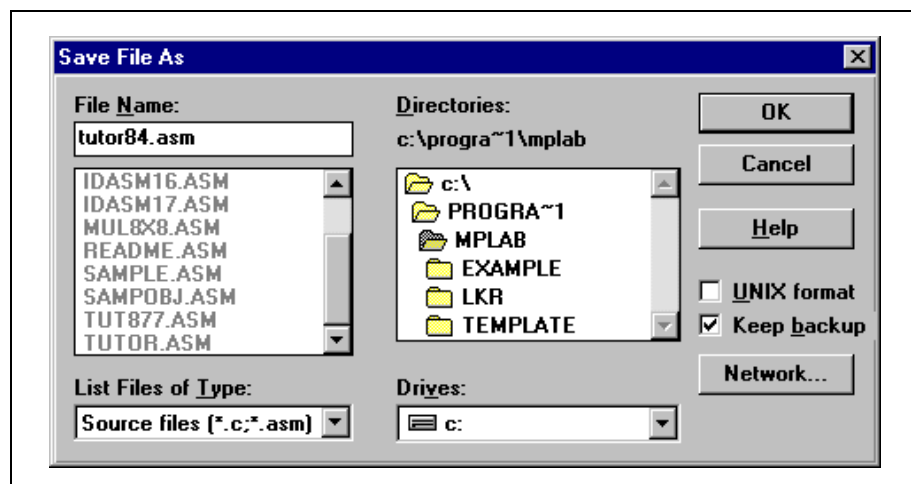 Save File As
File Name:
tutor84.asm
IDASM16.ASM
IDASM17.ASM
MUL8X8.ASM
README.ASM
SAMPLE.ASM
SAMPOBJ.ASM
TUT877.ASM
TUTOR.ASM
List Files of Type:
Source files (*.c;*.asm)
Directories:
c:\progra~1\mplab
c:\
PROGRA~1
MPLAB
EXAMPLE
LKR
TEMPLATE
Drives:
c:
OK
Cancel
Help
UNIX format
Keep backup
Network...